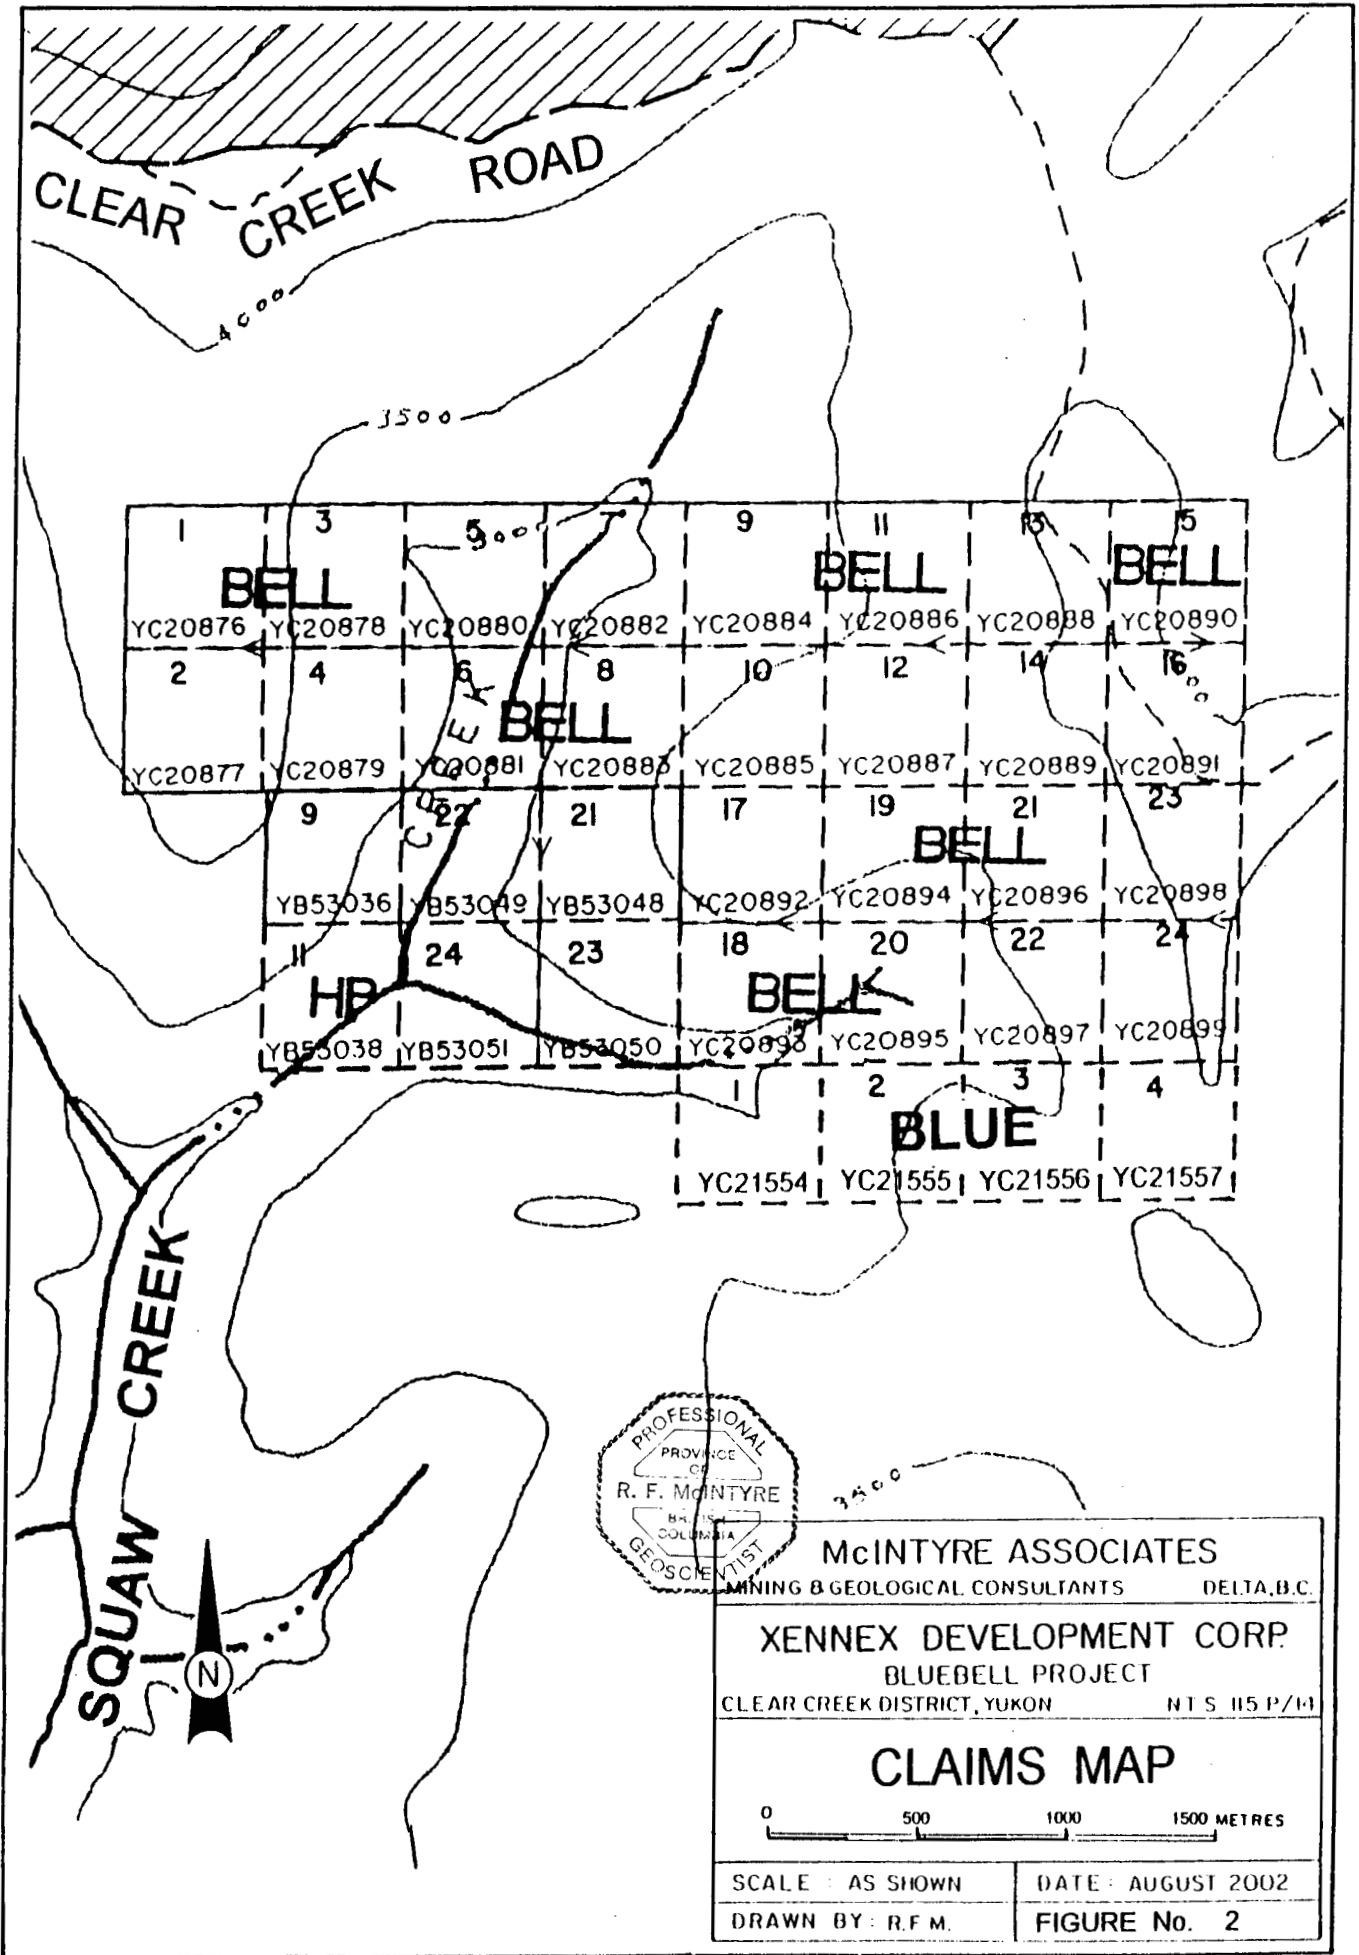 CLEAR CREEK ROAD
4000
3500
1 3 5 7 9 11 13 15
3000
BELL BELL BELL
YC20876 YC20878 YC20880 YC20882 YC20884 YC20886 YC20888 YC20890
2 4 6 8 10 12 14 16
BELL
CREEK
YC20877 YC20879 YC20881 YC20883 YC20885 YC20887 YC20889 YC20891
9 22 21 17 19 21 23
BELL
YB53036 YB53049 YB53048 YC20892 YC20894 YC20896 YC20898
11 24 23 18 20 22 24
HB BELL
YB53038 YB53051 YB53050 YC20893 YC20895 YC20897 YC20899
1 2 3 4
BLUE
YC21554 YC21555 YC21556 YC21557
SQUAW CREEK
N
PROFESSIONAL
PROVINCE
OF
R. F. McINTYRE
BRITISH
COLUMBIA
GEOSCIENTIST
3500
McINTYRE ASSOCIATES
MINING & GEOLOGICAL CONSULTANTS DELTA, B.C.
XENNEX DEVELOPMENT CORP.
BLUEBELL PROJECT
CLEAR CREEK DISTRICT, YUKON N T S 115 P/14
CLAIMS MAP
0 500 1000 1500 METRES
SCALE : AS SHOWN DATE : AUGUST 2002
DRAWN BY : R.F M. FIGURE No. 2